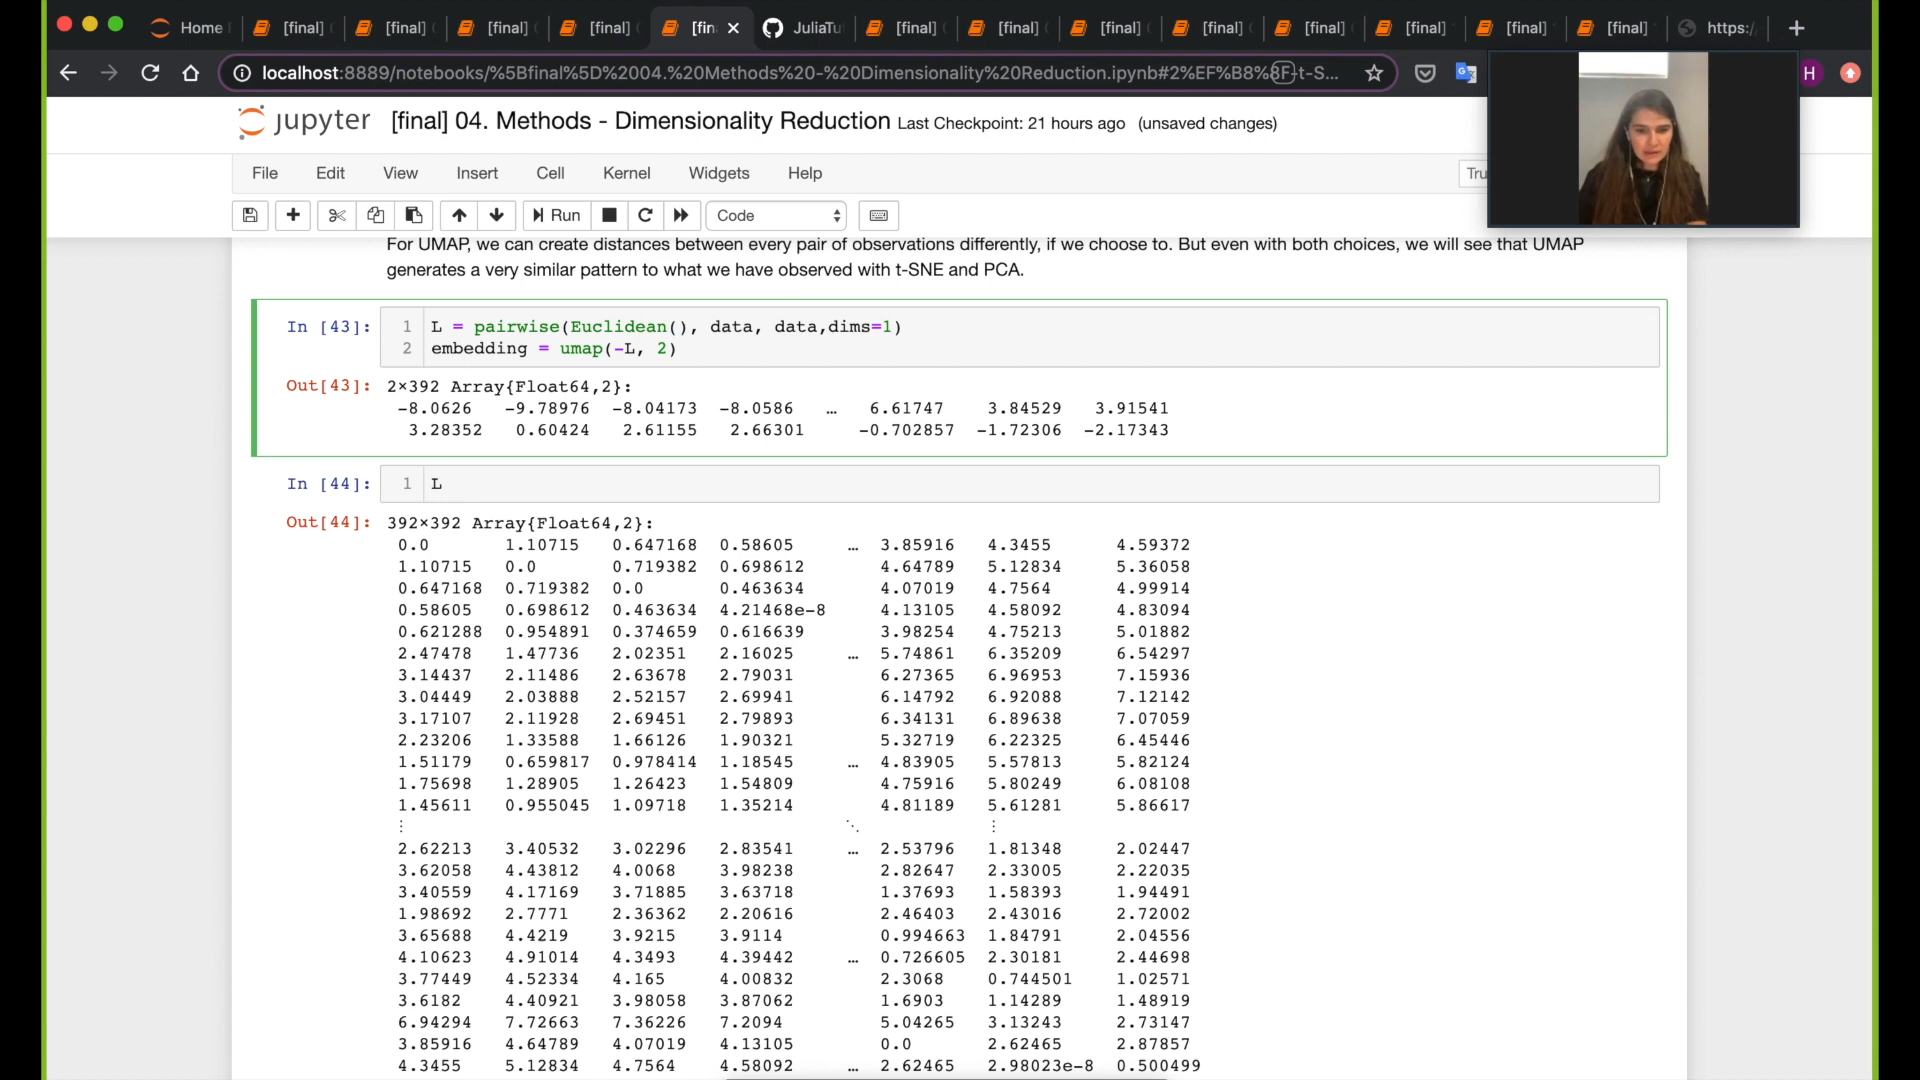 Home
[final]
[final]
[final]
[final]
[fin
JuliaTu
[final]
[final]
[final]
[final]
[final]
[final]
[final]
[final]
https:/
localhost:8889/notebooks/%5Bfinal%5D%2004.%20Methods%20-%20Dimensionality%20Reduction.ipynb#2%EF%B8%8F-t-S...
H
jupyter [final] 04. Methods - Dimensionality Reduction Last Checkpoint: 21 hours ago (unsaved changes)
File Edit View Insert Cell Kernel Widgets Help Tru
Run Code
For UMAP, we can create distances between every pair of observations differently, if we choose to. But even with both choices, we will see that UMAP
generates a very similar pattern to what we have observed with t-SNE and PCA.
In [43]: 1 L = pairwise(Euclidean(), data, data,dims=1)
2 embedding = umap(-L, 2)
Out[43]: 2×392 Array{Float64,2}:
-8.0626 -9.78976 -8.04173 -8.0586 … 6.61747 3.84529 3.91541
3.28352 0.60424 2.61155 2.66301 -0.702857 -1.72306 -2.17343
In [44]: 1 L
Out[44]: 392×392 Array{Float64,2}:
0.0 1.10715 0.647168 0.58605 … 3.85916 4.3455 4.59372
1.10715 0.0 0.719382 0.698612 4.64789 5.12834 5.36058
0.647168 0.719382 0.0 0.463634 4.07019 4.7564 4.99914
0.58605 0.698612 0.463634 4.21468e-8 4.13105 4.58092 4.83094
0.621288 0.954891 0.374659 0.616639 3.98254 4.75213 5.01882
2.47478 1.47736 2.02351 2.16025 … 5.74861 6.35209 6.54297
3.14437 2.11486 2.63678 2.79031 6.27365 6.96953 7.15936
3.04449 2.03888 2.52157 2.69941 6.14792 6.92088 7.12142
3.17107 2.11928 2.69451 2.79893 6.34131 6.89638 7.07059
2.23206 1.33588 1.66126 1.90321 5.32719 6.22325 6.45446
1.51179 0.659817 0.978414 1.18545 … 4.83905 5.57813 5.82124
1.75698 1.28905 1.26423 1.54809 4.75916 5.80249 6.08108
1.45611 0.955045 1.09718 1.35214 4.81189 5.61281 5.86617
⋮ ⋱ ⋮
2.62213 3.40532 3.02296 2.83541 … 2.53796 1.81348 2.02447
3.62058 4.43812 4.0068 3.98238 2.82647 2.33005 2.22035
3.40559 4.17169 3.71885 3.63718 1.37693 1.58393 1.94491
1.98692 2.7771 2.36362 2.20616 2.46403 2.43016 2.72002
3.65688 4.4219 3.9215 3.9114 0.994663 1.84791 2.04556
4.10623 4.91014 4.3493 4.39442 … 0.726605 2.30181 2.44698
3.77449 4.52334 4.165 4.00832 2.3068 0.744501 1.02571
3.6182 4.40921 3.98058 3.87062 1.6903 1.14289 1.48919
6.94294 7.72663 7.36226 7.2094 5.04265 3.13243 2.73147
3.85916 4.64789 4.07019 4.13105 0.0 2.62465 2.87857
4.3455 5.12834 4.7564 4.58092 … 2.62465 2.98023e-8 0.500499